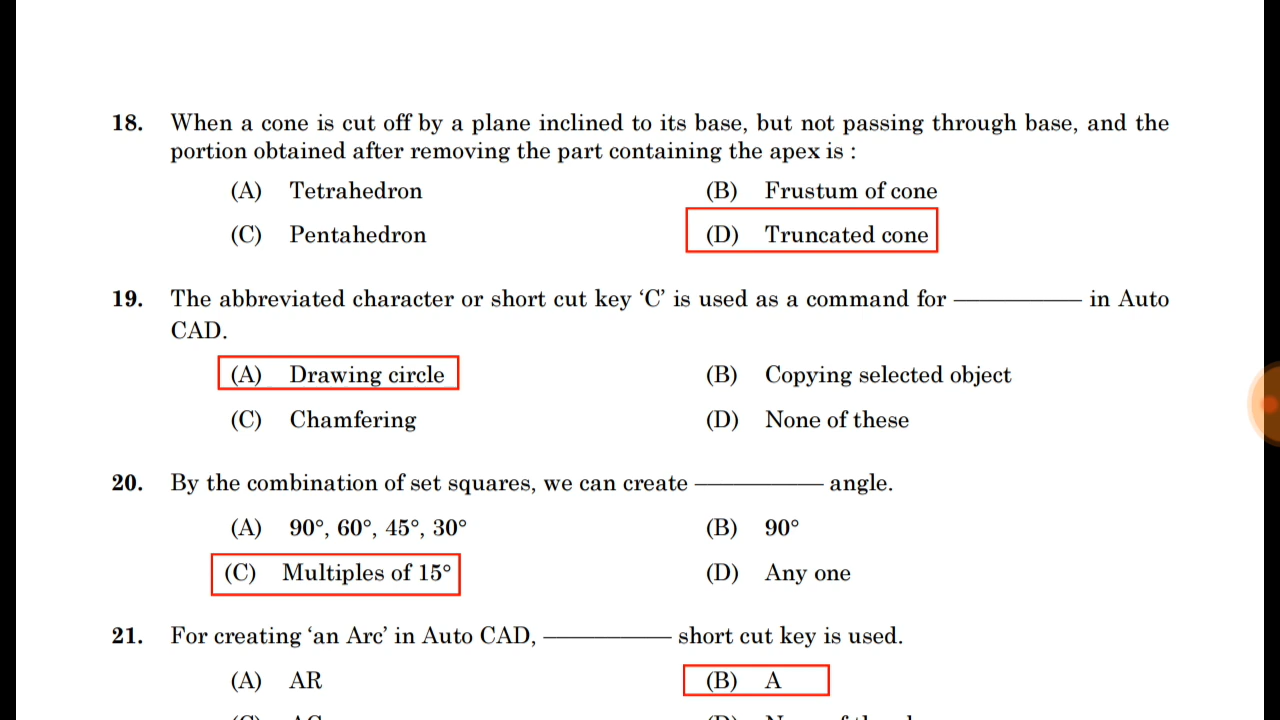 18. When a cone is cut off by a plane inclined to its base, but not passing through base, and the
portion obtained after removing the part containing the apex is :
(A) Tetrahedron (B) Frustum of cone
(C) Pentahedron (D) Truncated cone
19. The abbreviated character or short cut key ‘C’ is used as a command for ———— in Auto
CAD.
(A) Drawing circle (B) Copying selected object
(C) Chamfering (D) None of these
20. By the combination of set squares, we can create ———— angle.
(A) 90°, 60°, 45°, 30° (B) 90°
(C) Multiples of 15° (D) Any one
21. For creating ‘an Arc’ in Auto CAD, ———— short cut key is used.
(A) AR (B) A